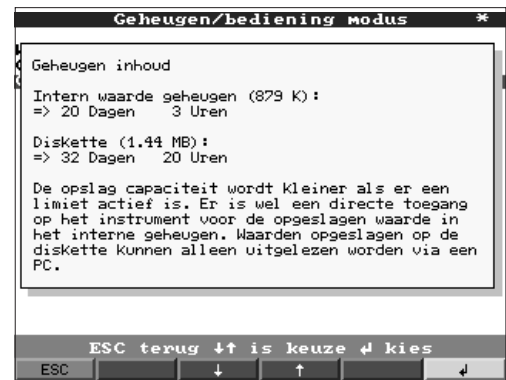 Geheugen/bediening modus *
Geheugen inhoud
Intern waarde geheugen (879 K):
=> 20 Dagen 3 Uren
Diskette (1.44 MB):
=> 32 Dagen 20 Uren
De opslag capaciteit wordt Kleiner als er een
limiet actief is. Er is wel een directe toegang
op het instrument voor de opgeslagen waarde in
het interne geheugen. Waarden opgeslagen op de
diskette Kunnen alleen uitgelezen worden via een
PC.
ESC terug ↓↑ is keuze ↲ kies
ESC ↓ ↑ ↲